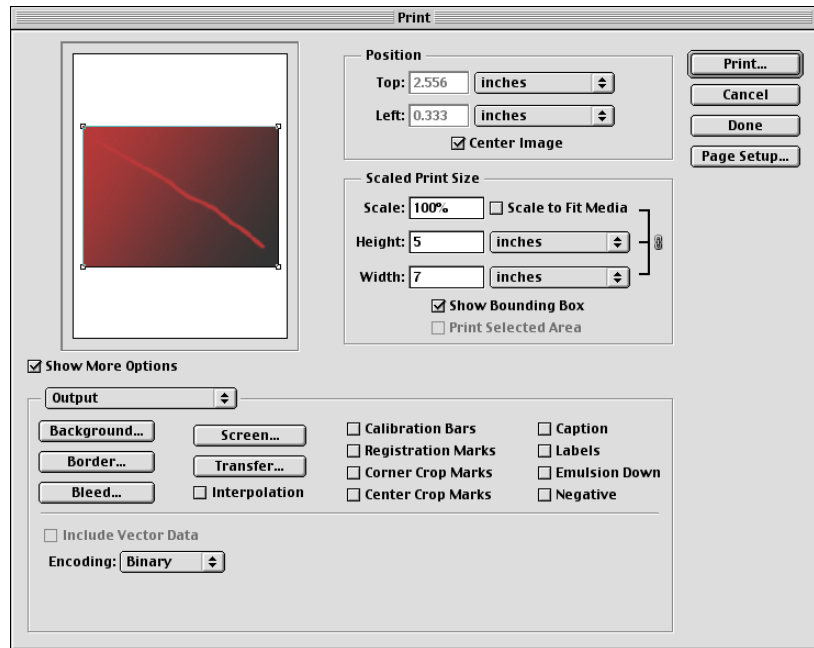 Print
Position
Top: 2.556 inches
Left: 0.333 inches
Center Image
Print...
Cancel
Done
Page Setup...
Scaled Print Size
Scale: 100% Scale to Fit Media
Height: 5 inches
Width: 7 inches
Show Bounding Box
Print Selected Area
Show More Options
Output
Background...
Border...
Bleed...
Screen...
Transfer...
Interpolation
Calibration Bars
Registration Marks
Corner Crop Marks
Center Crop Marks
Caption
Labels
Emulsion Down
Negative
Include Vector Data
Encoding: Binary